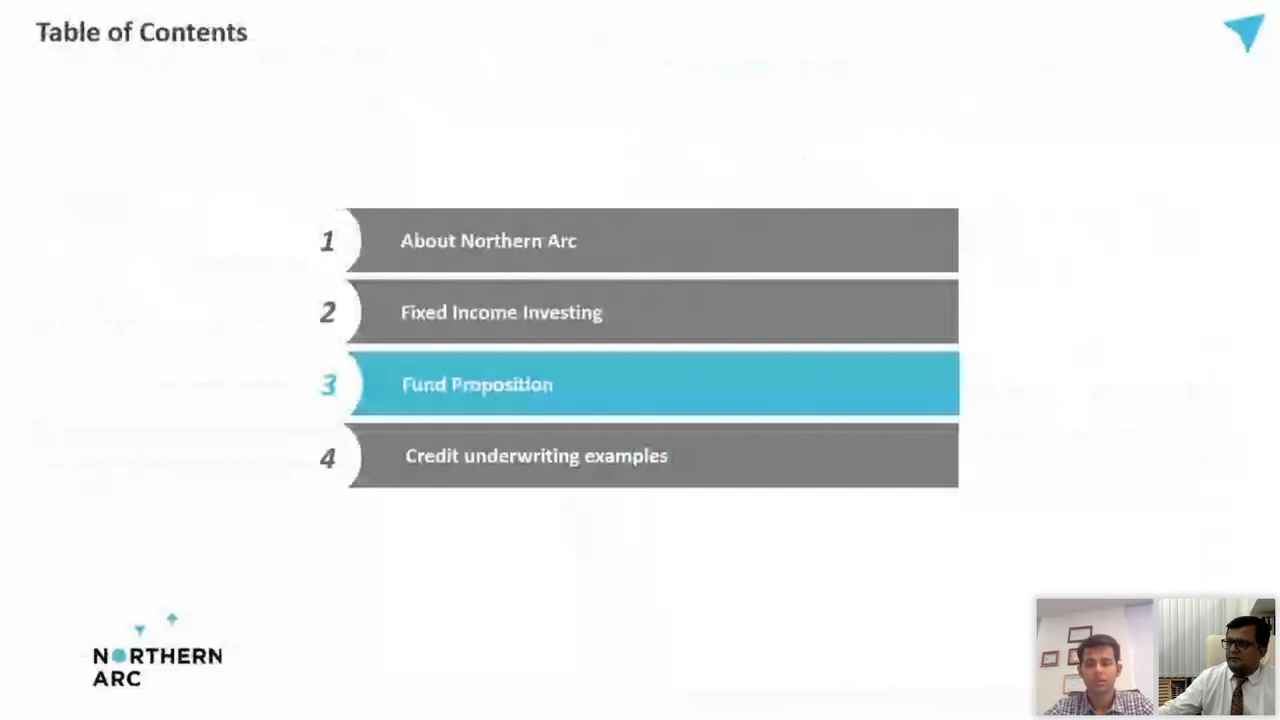 Table of Contents
1 About Northern Arc
2 Fixed Income Investing
3 Fund Proposition
4 Credit underwriting examples
NORTHERN
ARC